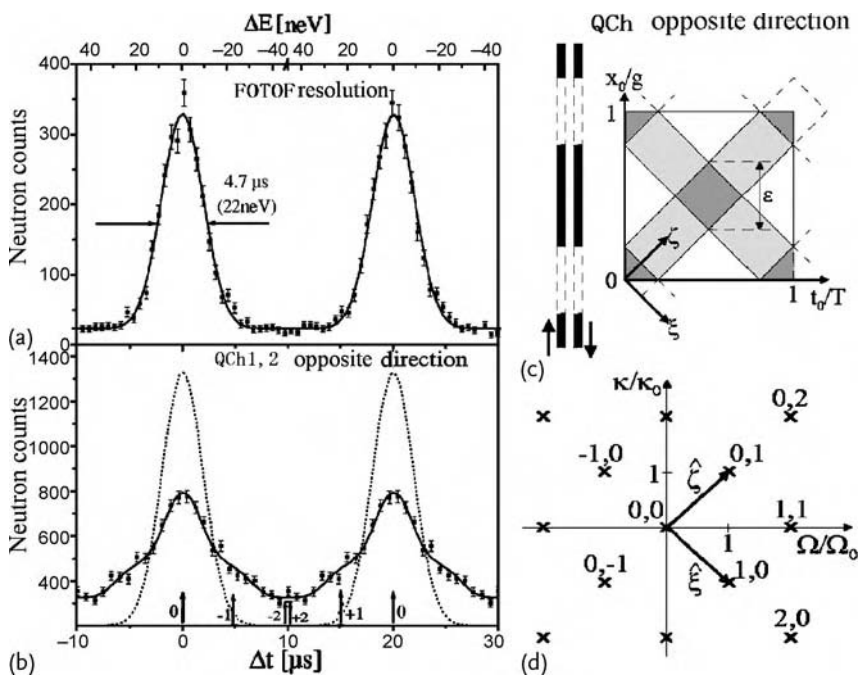 ΔE [neV]
40 20 0 −20 −40 40 20 0 −20 −40
400
300
200
100
0
Neutron counts
FOTOF resolution
4.7 μs
(22neV)
(a)
1400
1200
1000
800
600
400
Neutron counts
QCh1,2 opposite direction
0 -1 -2 +2 +1 0
−10 0 10 20 30
Δt [μs]
(b)
QCh opposite direction
x₀/g
1
ε
ζ
0
1
t₀/T
ξ
(c)
κ/κ₀
0,2
-1,0
1
0,1
ζ̂
0,0
1,1
1
Ω/Ω₀
0,-1
ξ̂
1,0
2,0
(d)